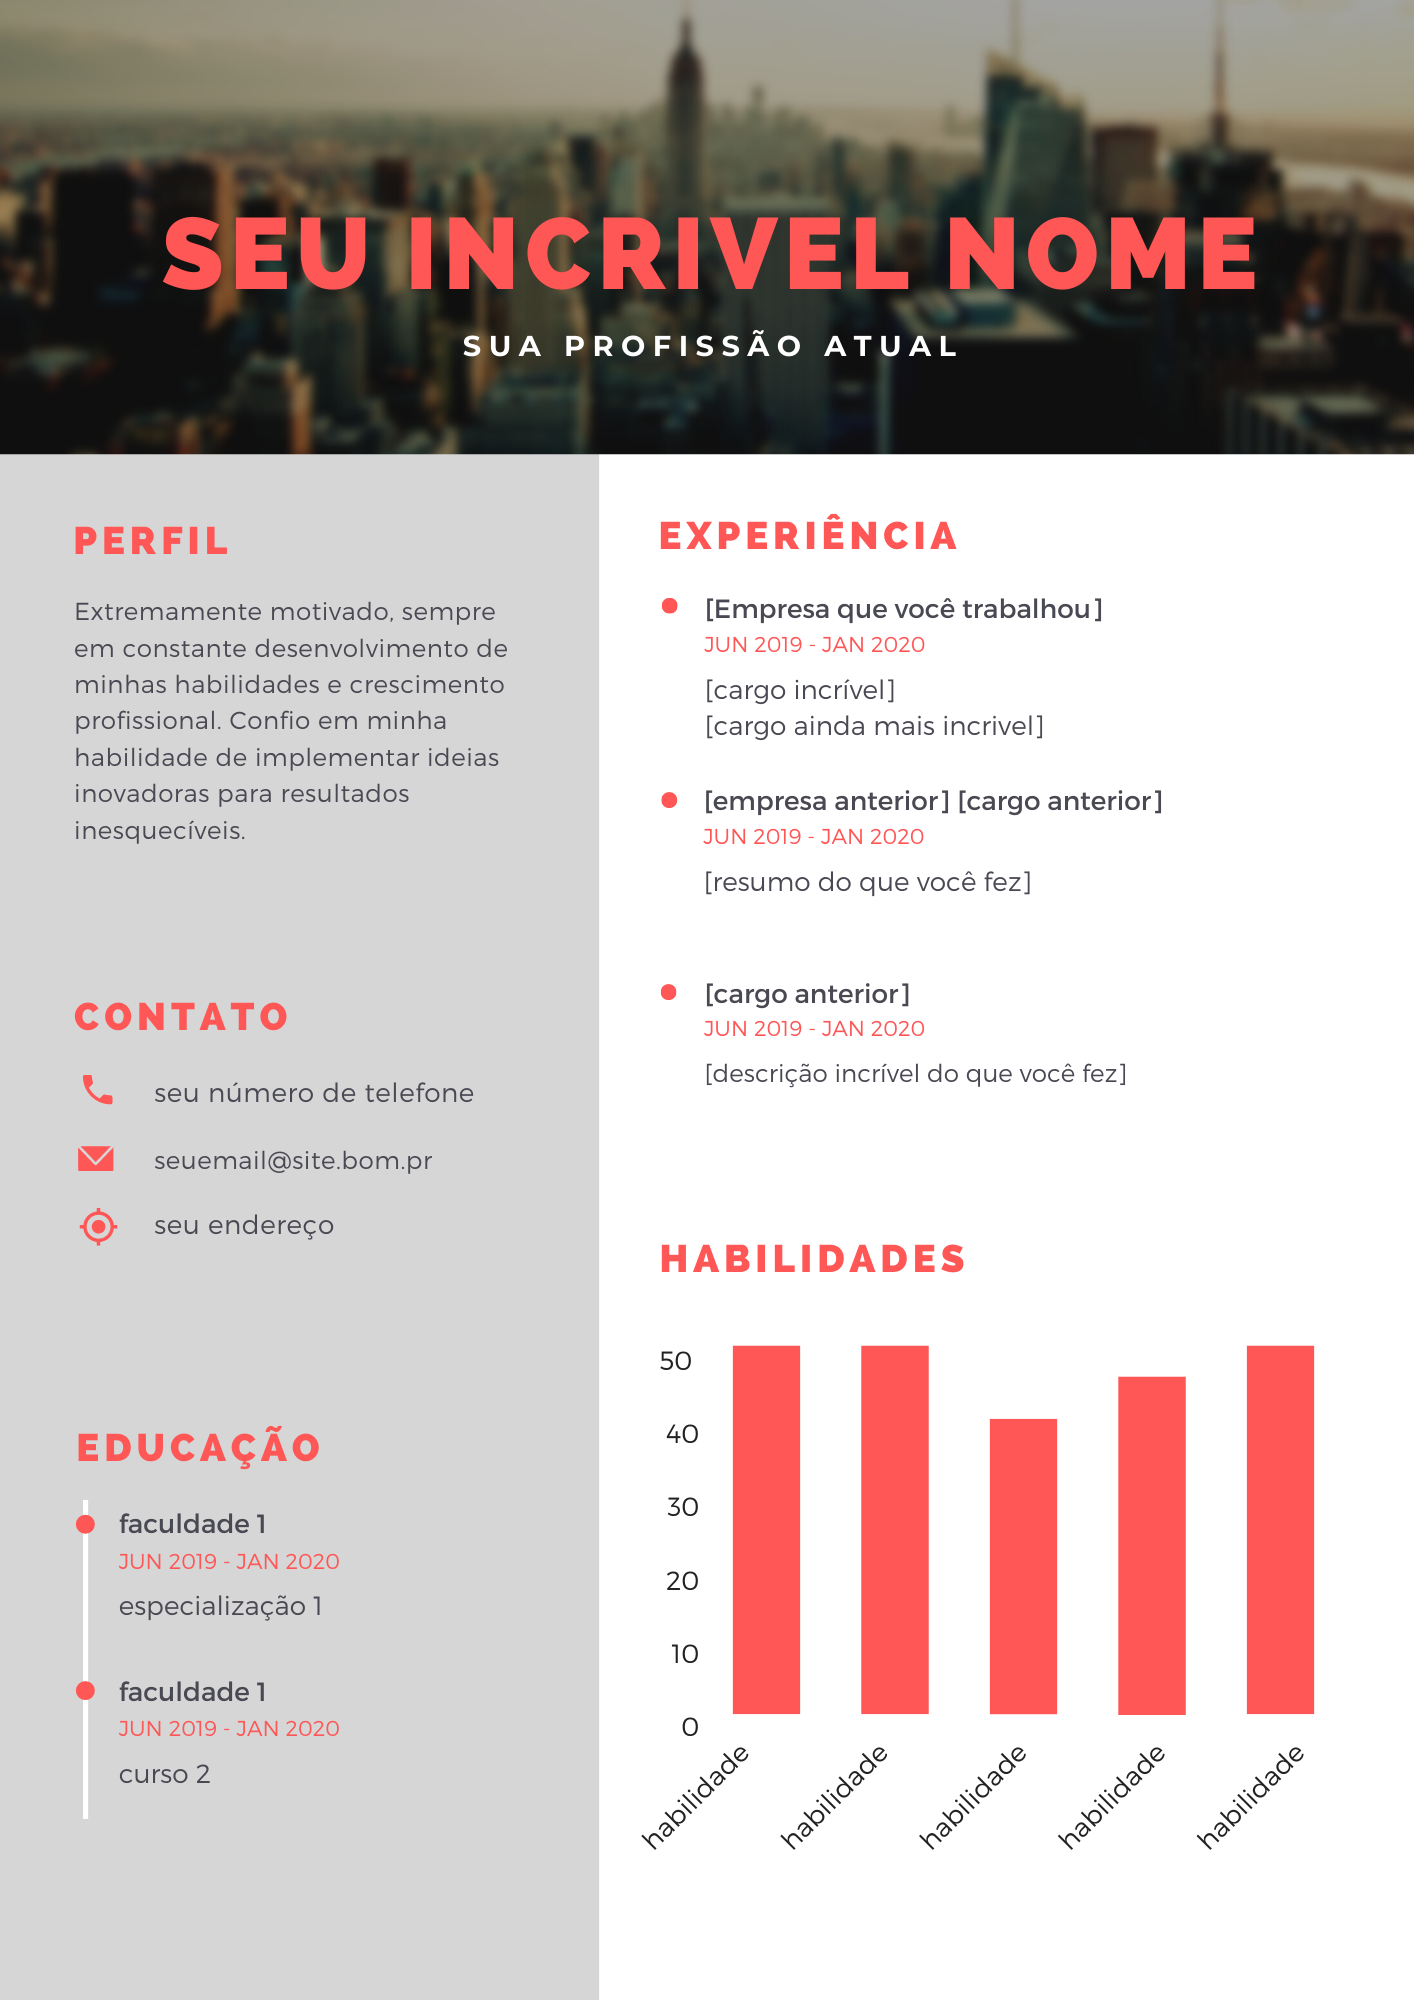 SEU INCRIVEL NOME
SUA PROFISSÃO ATUAL
PERFIL
Extremamente motivado, sempre
em constante desenvolvimento de
minhas habilidades e crescimento
profissional. Confio em minha
habilidade de implementar ideias
inovadoras para resultados
inesquecíveis.
CONTATO
seu número de telefone
seuemail@site.bom.pr
seu endereço
EDUCAÇÃO
faculdade 1
JUN 2019 - JAN 2020
especialização 1
faculdade 1
JUN 2019 - JAN 2020
curso 2
EXPERIÊNCIA
[Empresa que você trabalhou]
JUN 2019 - JAN 2020
[cargo incrível]
[cargo ainda mais incrivel]
[empresa anterior] [cargo anterior]
JUN 2019 - JAN 2020
[resumo do que você fez]
[cargo anterior]
JUN 2019 - JAN 2020
[descrição incrível do que você fez]
HABILIDADES
50
40
30
20
10
0
habilidade
habilidade
habilidade
habilidade
habilidade